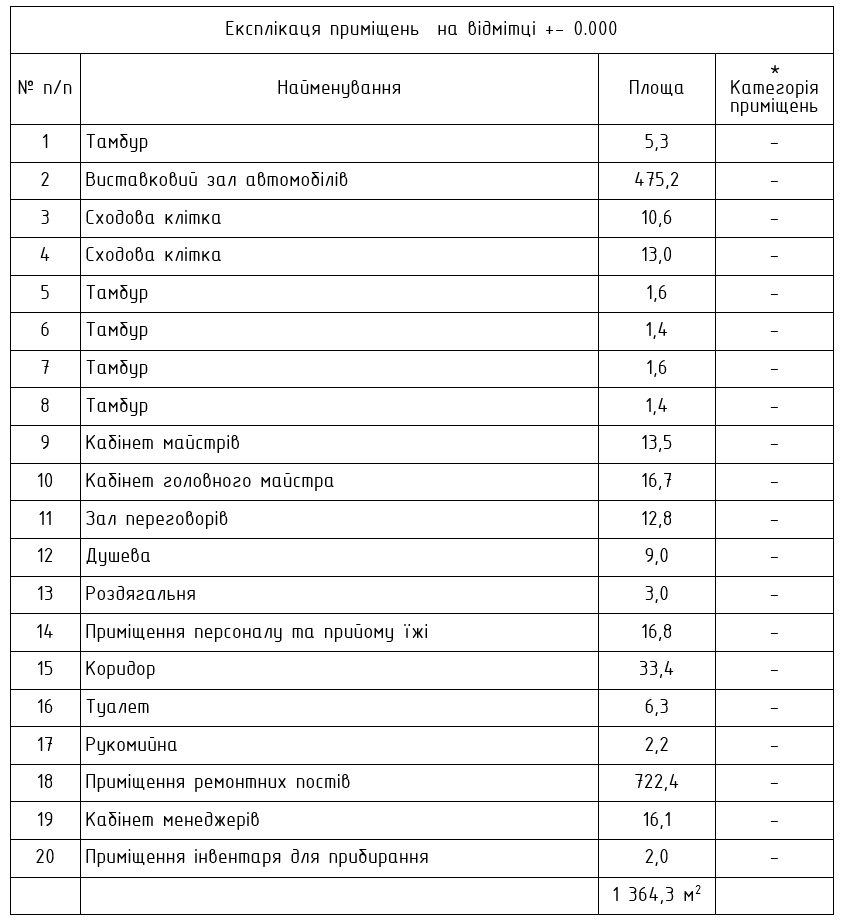 Експлікаця приміщень на відмітці +- 0.000
№ п/п Найменування Площа * Категорія приміщень
1 Тамбур 5,3 -
2 Виставковий зал автомобілів 475,2 -
3 Сходова клітка 10,6 -
4 Сходова клітка 13,0 -
5 Тамбур 1,6 -
6 Тамбур 1,4 -
7 Тамбур 1,6 -
8 Тамбур 1,4 -
9 Кабінет майстрів 13,5 -
10 Кабінет головного майстра 16,7 -
11 Зал переговорів 12,8 -
12 Душева 9,0 -
13 Роздягальня 3,0 -
14 Приміщення персоналу та прийому їжі 16,8 -
15 Коридор 33,4 -
16 Туалет 6,3 -
17 Рукомийна 2,2 -
18 Приміщення ремонтних постів 722,4 -
19 Кабінет менеджерів 16,1 -
20 Приміщення інвентаря для прибирання 2,0 -
1 364,3 м²